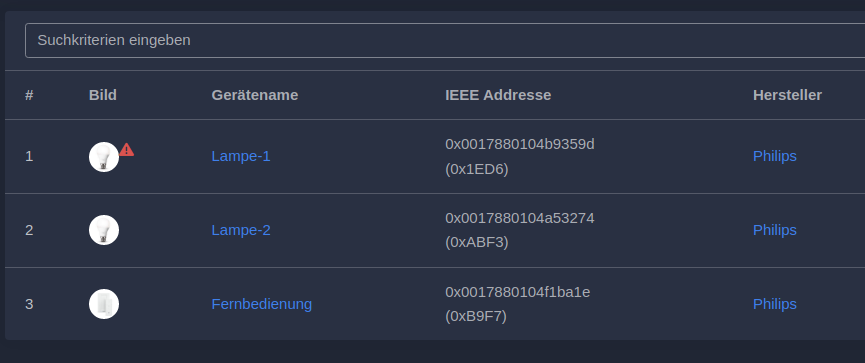 Suchkriterien eingeben
# Bild Gerätename IEEE Addresse Hersteller
1 Lampe-1 0x0017880104b9359d (0x1ED6) Philips
2 Lampe-2 0x0017880104a53274 (0xABF3) Philips
3 Fernbedienung 0x0017880104f1ba1e (0xB9F7) Philips